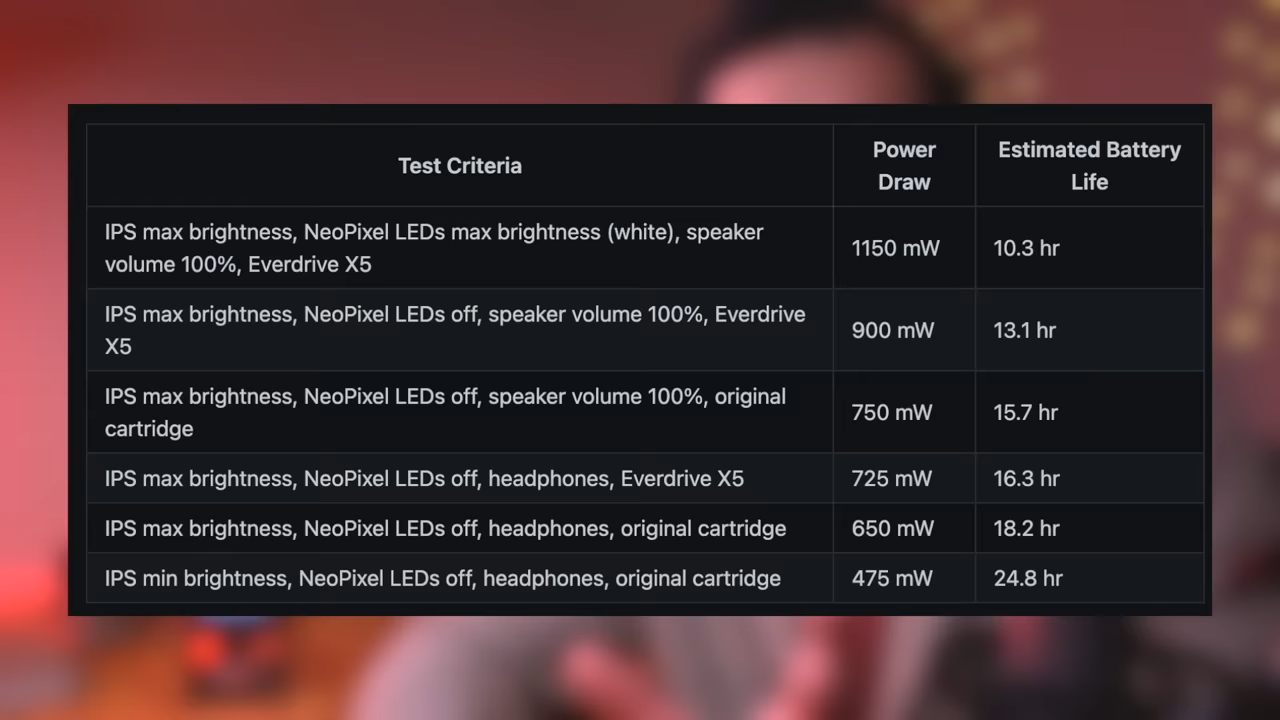 Test Criteria
Power
Draw
Estimated Battery
Life
IPS max brightness, NeoPixel LEDs max brightness (white), speaker
volume 100%, Everdrive X5
1150 mW
10.3 hr
IPS max brightness, NeoPixel LEDs off, speaker volume 100%, Everdrive
X5
900 mW
13.1 hr
IPS max brightness, NeoPixel LEDs off, speaker volume 100%, original
cartridge
750 mW
15.7 hr
IPS max brightness, NeoPixel LEDs off, headphones, Everdrive X5
725 mW
16.3 hr
IPS max brightness, NeoPixel LEDs off, headphones, original cartridge
650 mW
18.2 hr
IPS min brightness, NeoPixel LEDs off, headphones, original cartridge
475 mW
24.8 hr